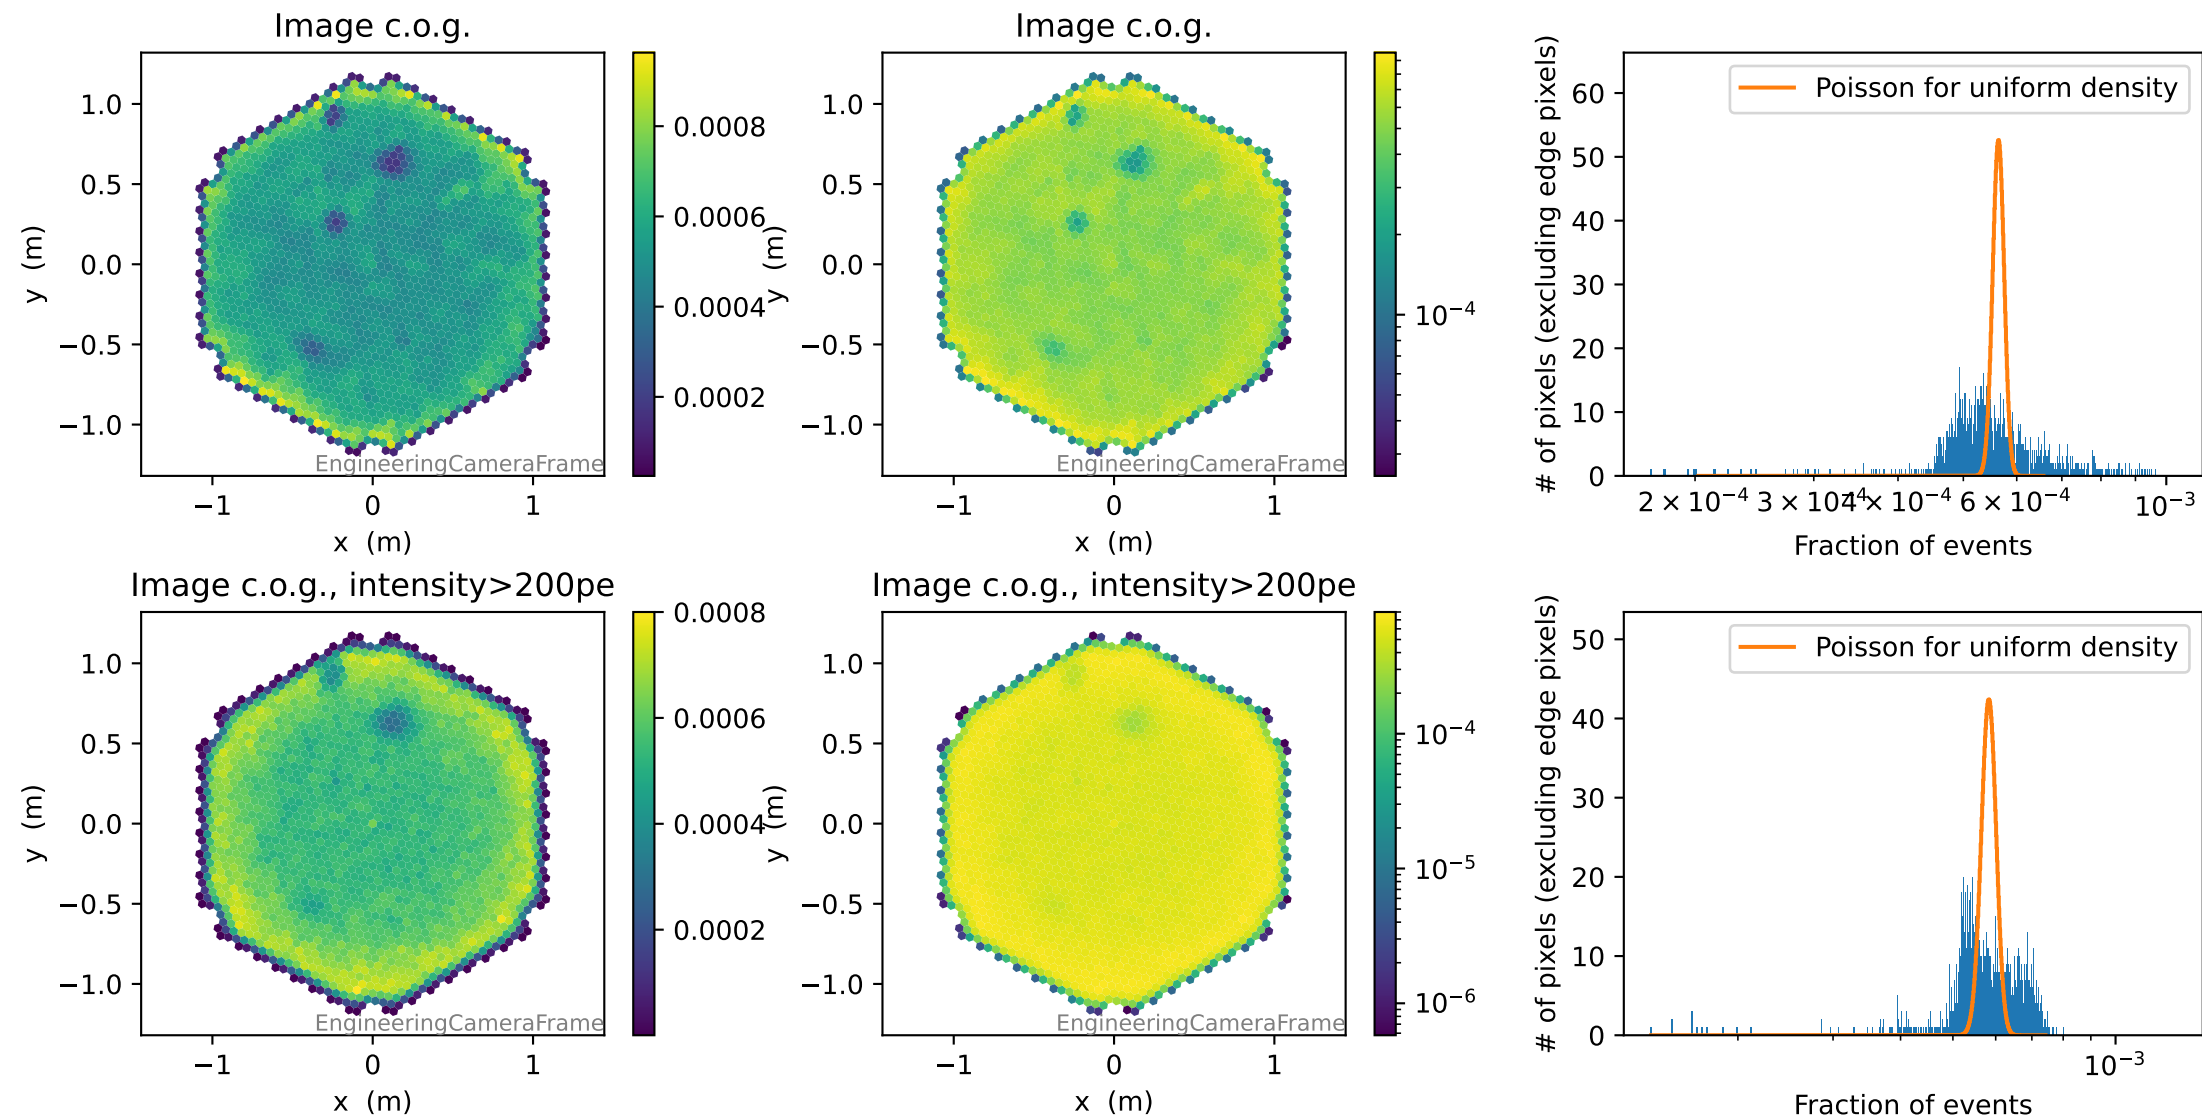 Image c.o.g.
1.0
0.5
0.0
−0.5
−1.0
y (m)
−1
0
1
x (m)
EngineeringCameraFrame
0.0008
0.0006
0.0004
0.0002
Image c.o.g.
1.0
0.5
0.0
−0.5
−1.0
y (m)
−1
0
1
x (m)
EngineeringCameraFrame
10⁻⁴
# of pixels (excluding edge pixels)
60
50
40
30
20
10
0
Poisson for uniform density
2 × 10⁻⁴
3 × 10⁻⁴
4 × 10⁻⁴
6 × 10⁻⁴
10⁻³
Fraction of events
Image c.o.g., intensity>200pe
1.0
0.5
0.0
−0.5
−1.0
y (m)
−1
0
1
x (m)
EngineeringCameraFrame
0.0008
0.0006
0.0004
0.0002
Image c.o.g., intensity>200pe
1.0
0.5
0.0
−0.5
−1.0
y (m)
−1
0
1
x (m)
EngineeringCameraFrame
10⁻⁴
10⁻⁵
10⁻⁶
# of pixels (excluding edge pixels)
50
40
30
20
10
0
Poisson for uniform density
10⁻³
Fraction of events